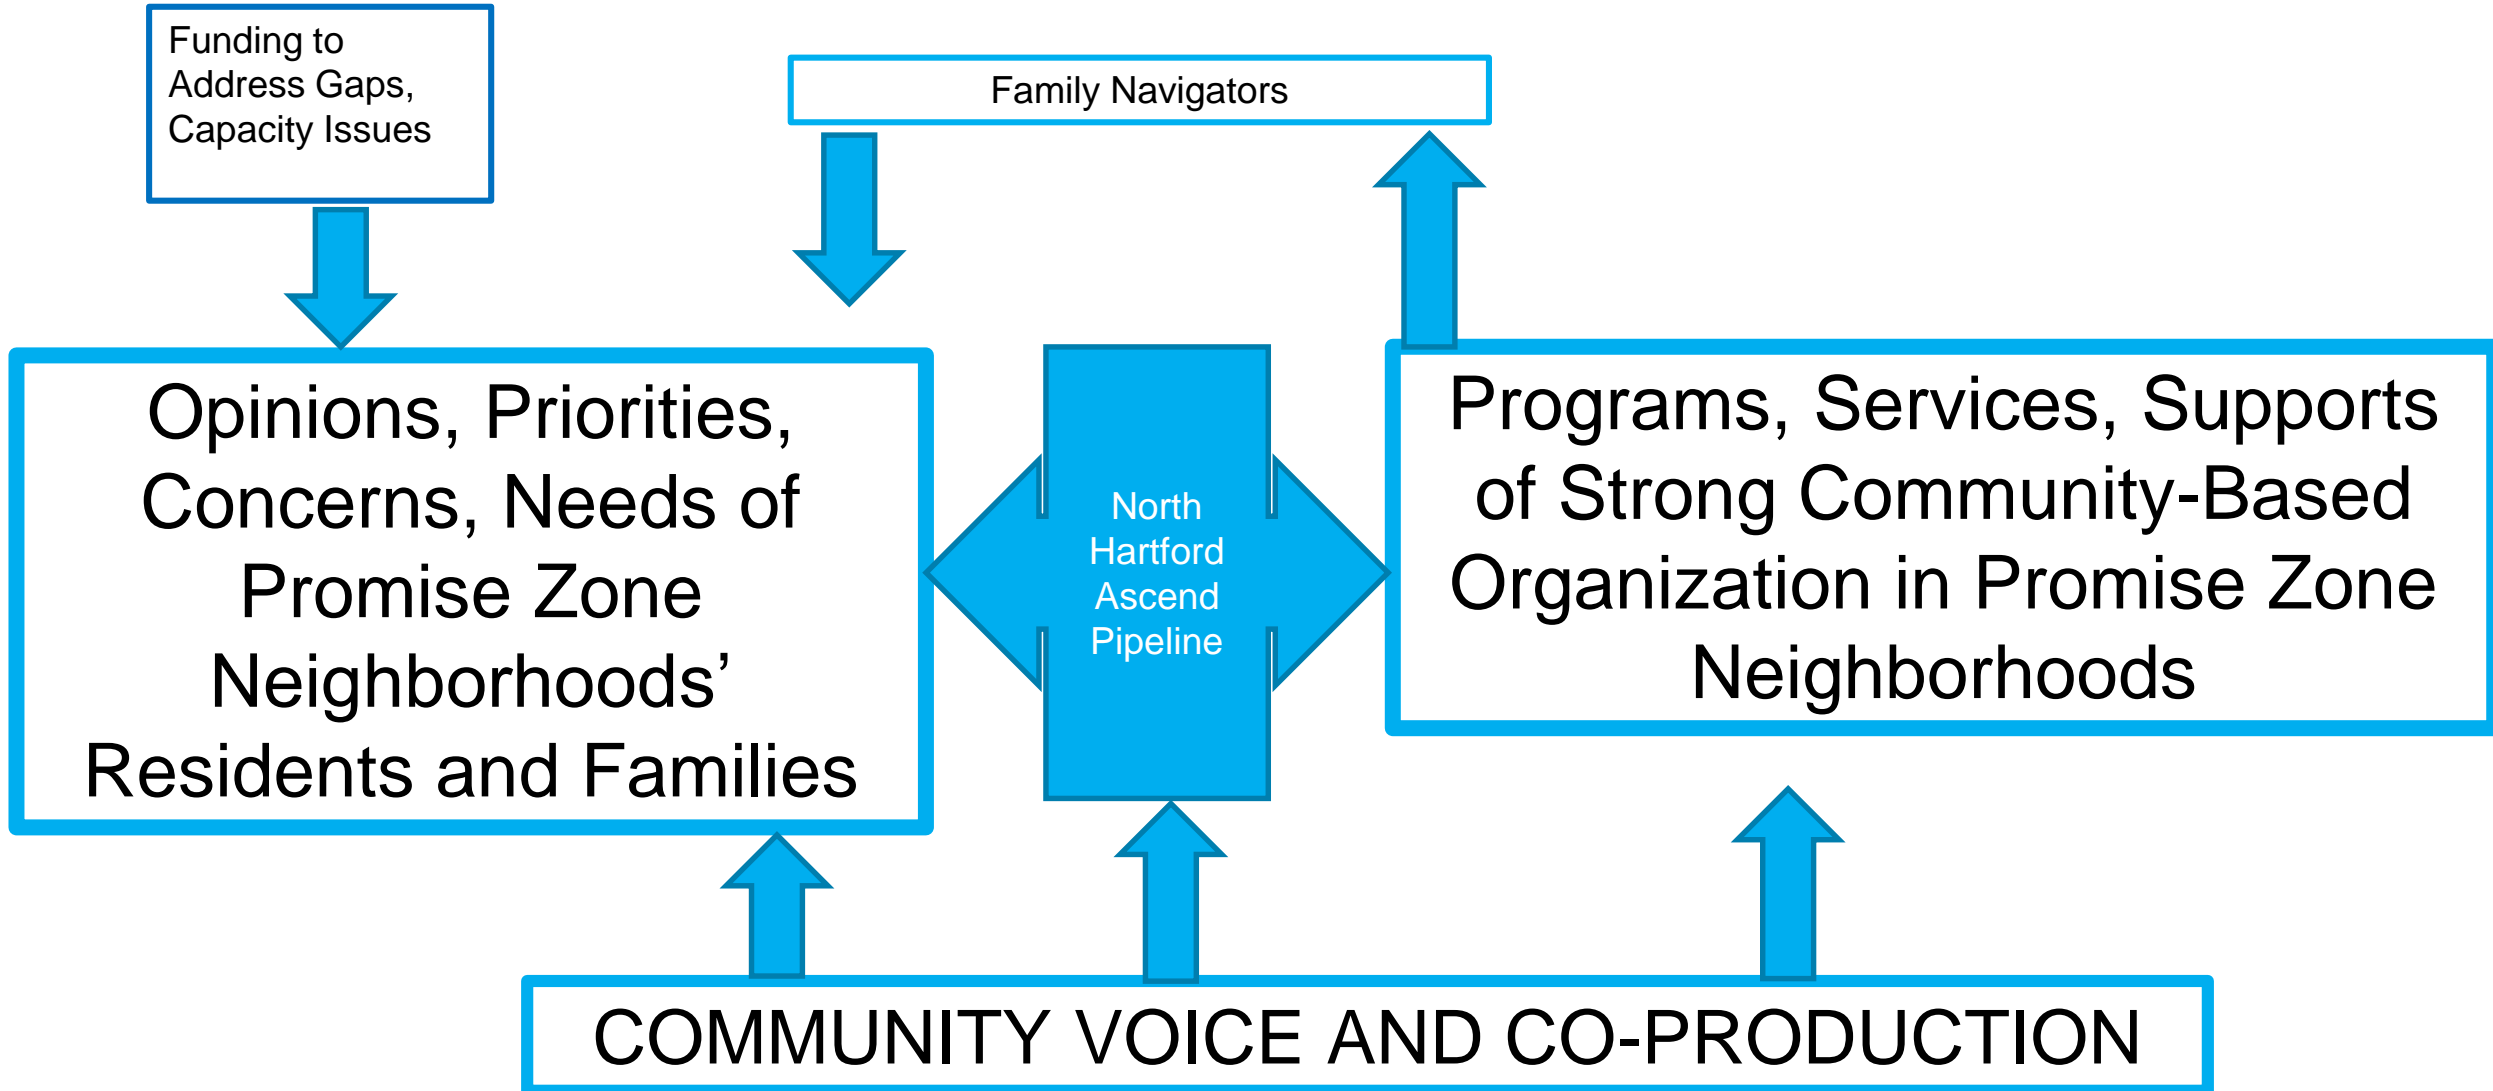 Funding to
Address Gaps,
Capacity Issues
Family Navigators
Opinions, Priorities,
Concerns, Needs of
Promise Zone
Neighborhoods’
Residents and Families
North
Hartford
Ascend
Pipeline
Programs, Services, Supports
of Strong Community-Based
Organization in Promise Zone
Neighborhoods
COMMUNITY VOICE AND CO-PRODUCTION